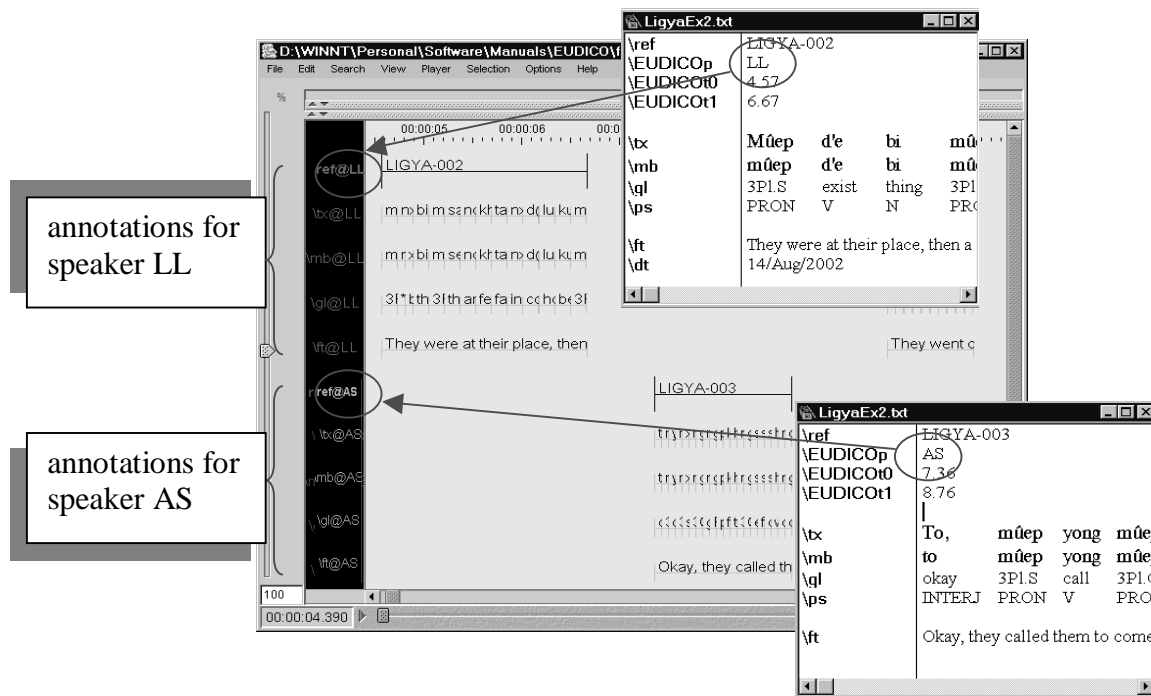 LigyaEx2.txt
\ref LIGYA-002
\EUDICOp LL
\EUDICOt0 4.57
\EUDICOt1 6.67
\tx Mûep d'e bi
\mb mûep d'e bi
\gl 3Pl.S exist thing 3Pl
\ps PRON V N
\ft They were at their place, then a
\dt 14/Aug/2002
D:\WINNT\Personal\Software\Manuals\EUDICO\f
File Edit Search View Player Selection Options Help
%
00:00:05 00:00:06 00:0
ref@LL LIGYA-002
\tx@LL
\mb@LL
\gl@LL
\ft@LL They were at their place, then They went c
annotations for
speaker LL
ref@AS LIGYA-003
\tx@AS
mb@AS
\gl@AS
\ft@AS Okay, they called th
annotations for
speaker AS
100
00:00:04.390
LigyaEx2.txt
\ref LIGYA-003
\EUDICOp AS
\EUDICOt0 7.36
\EUDICOt1 8.76
\tx To, mûep yong
\mb to mûep yong
\gl okay 3Pl.S call
\ps INTERJ PRON V PRO
\ft Okay, they called them to come